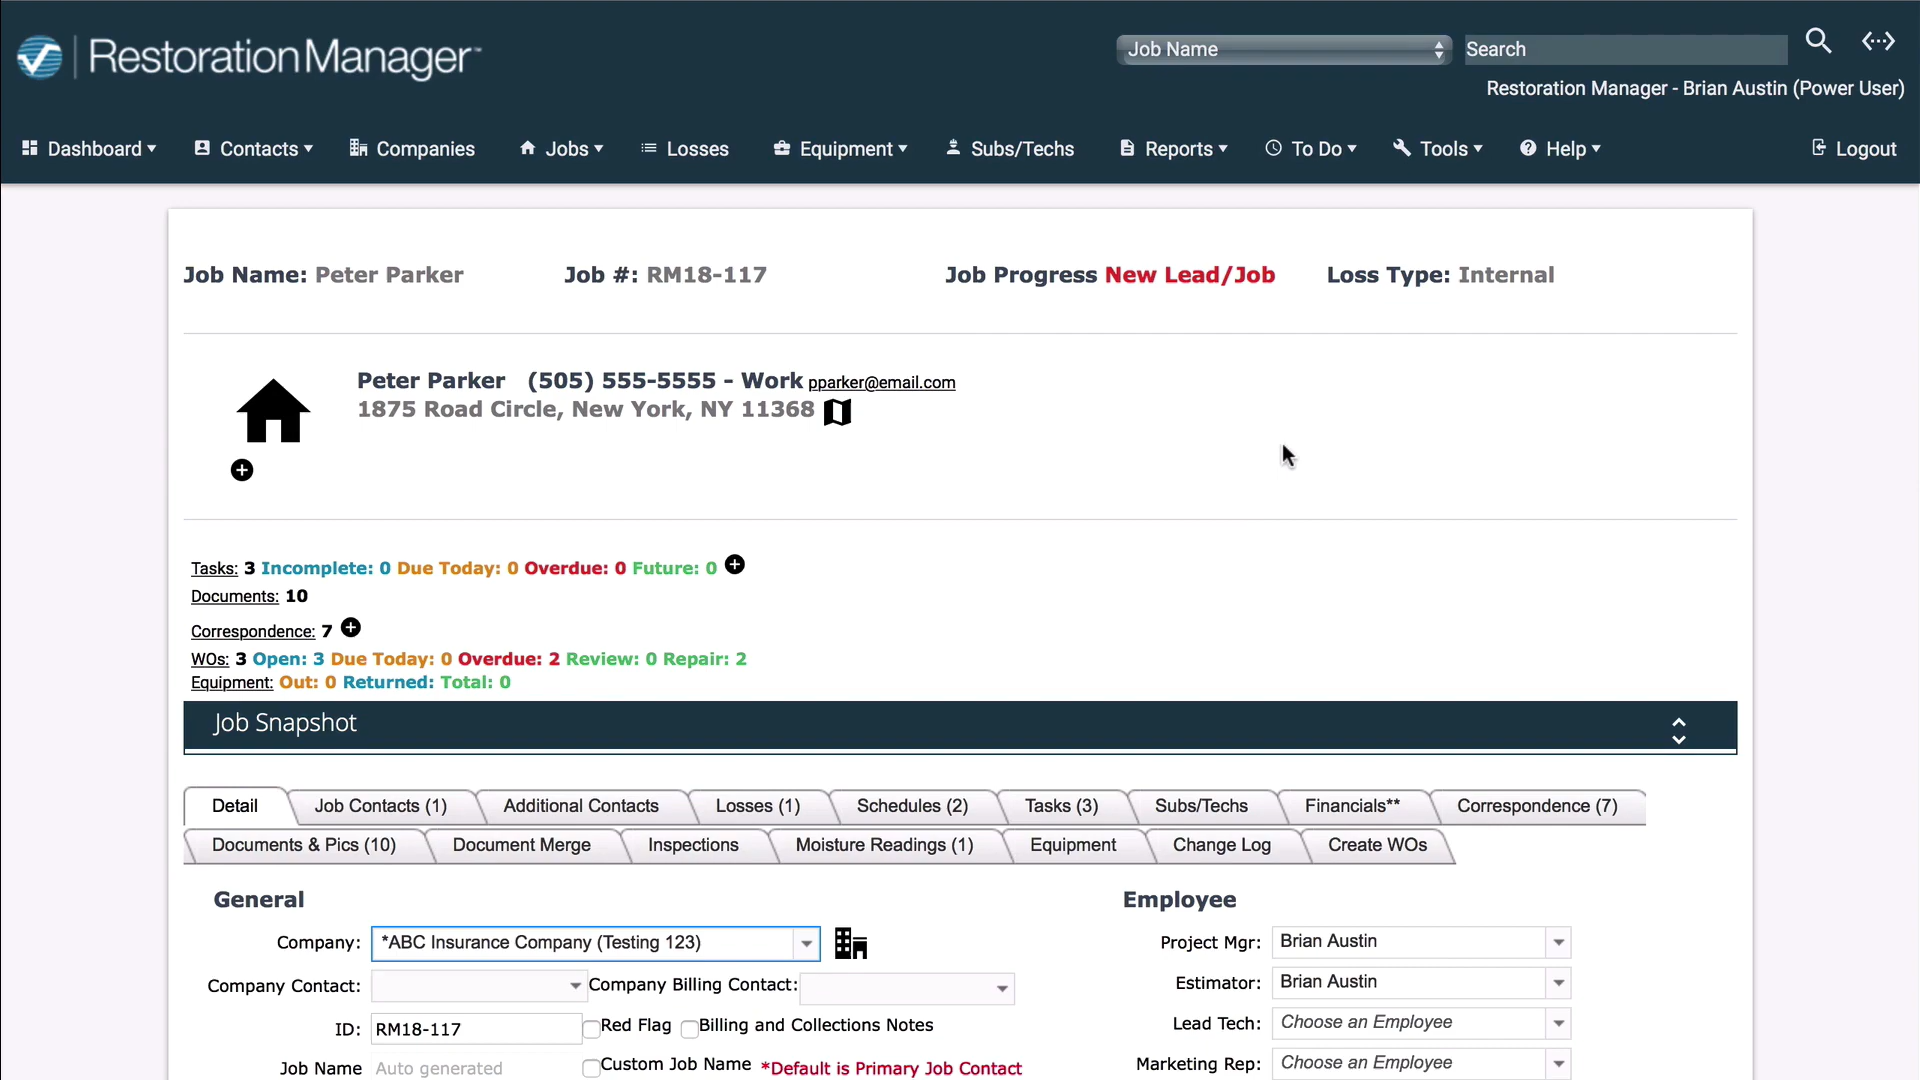 RestorationManager™
Job Name
Search
Restoration Manager - Brian Austin (Power User)
Dashboard Contacts Companies Jobs Losses Equipment Subs/Techs Reports To Do Tools Help Logout
Job Name: Peter Parker Job #: RM18-117 Job Progress New Lead/Job Loss Type: Internal
Peter Parker (505) 555-5555 - Work pparker@email.com
1875 Road Circle, New York, NY 11368
Tasks: 3 Incomplete: 0 Due Today: 0 Overdue: 0 Future: 0
Documents: 10
Correspondence: 7
WOs: 3 Open: 3 Due Today: 0 Overdue: 2 Review: 0 Repair: 2
Equipment: Out: 0 Returned: Total: 0
Job Snapshot
Detail Job Contacts (1) Additional Contacts Losses (1) Schedules (2) Tasks (3) Subs/Techs Financials** Correspondence (7)
Documents & Pics (10) Document Merge Inspections Moisture Readings (1) Equipment Change Log Create WOs
General Employee
Company: *ABC Insurance Company (Testing 123) Project Mgr: Brian Austin
Company Contact: Company Billing Contact: Estimator: Brian Austin
ID: RM18-117 Red Flag Billing and Collections Notes Lead Tech: Choose an Employee
Job Name Auto generated Custom Job Name *Default is Primary Job Contact Marketing Rep: Choose an Employee